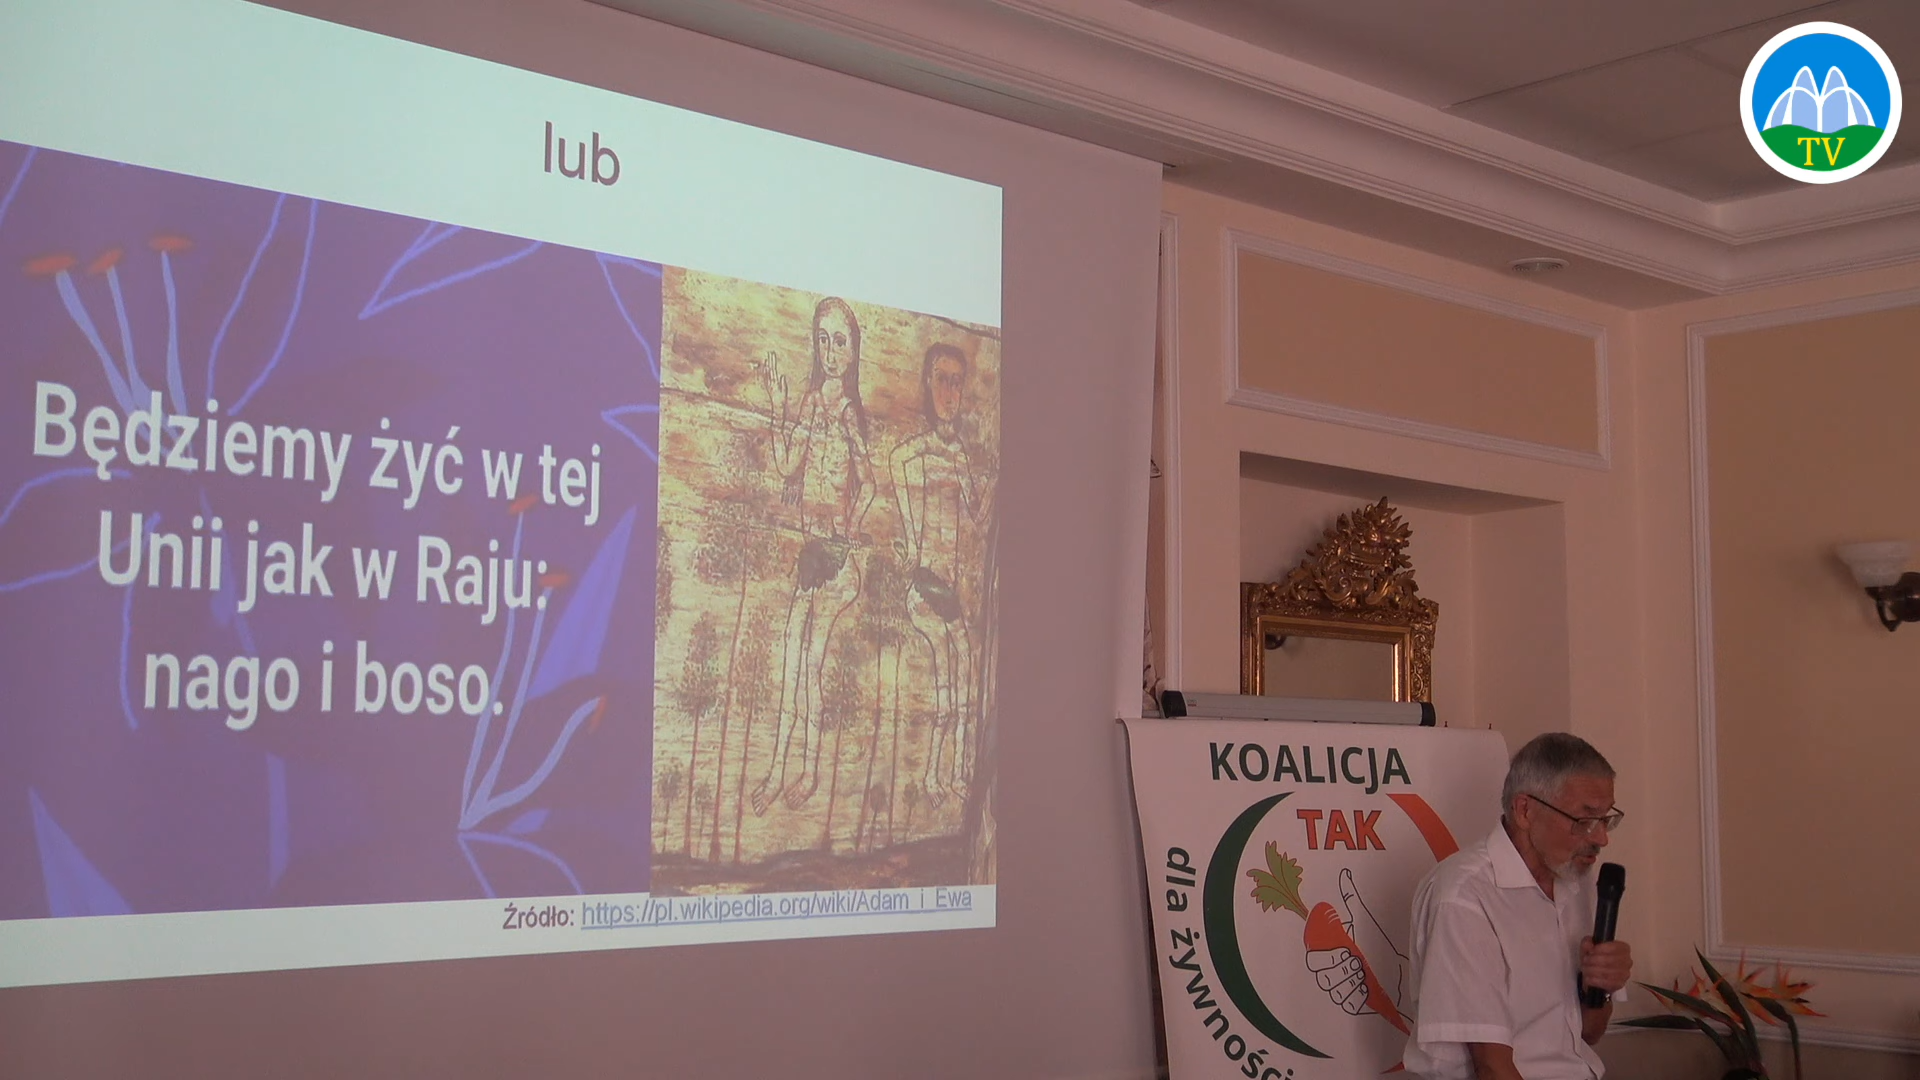 lub
Będziemy żyć w tej
Unii jak w Raju:
nago i boso.
Źródło: https://pl.wikipedia.org/wiki/Adam_i_Ewa
KOALICJA
TAK
dla żywności
TV